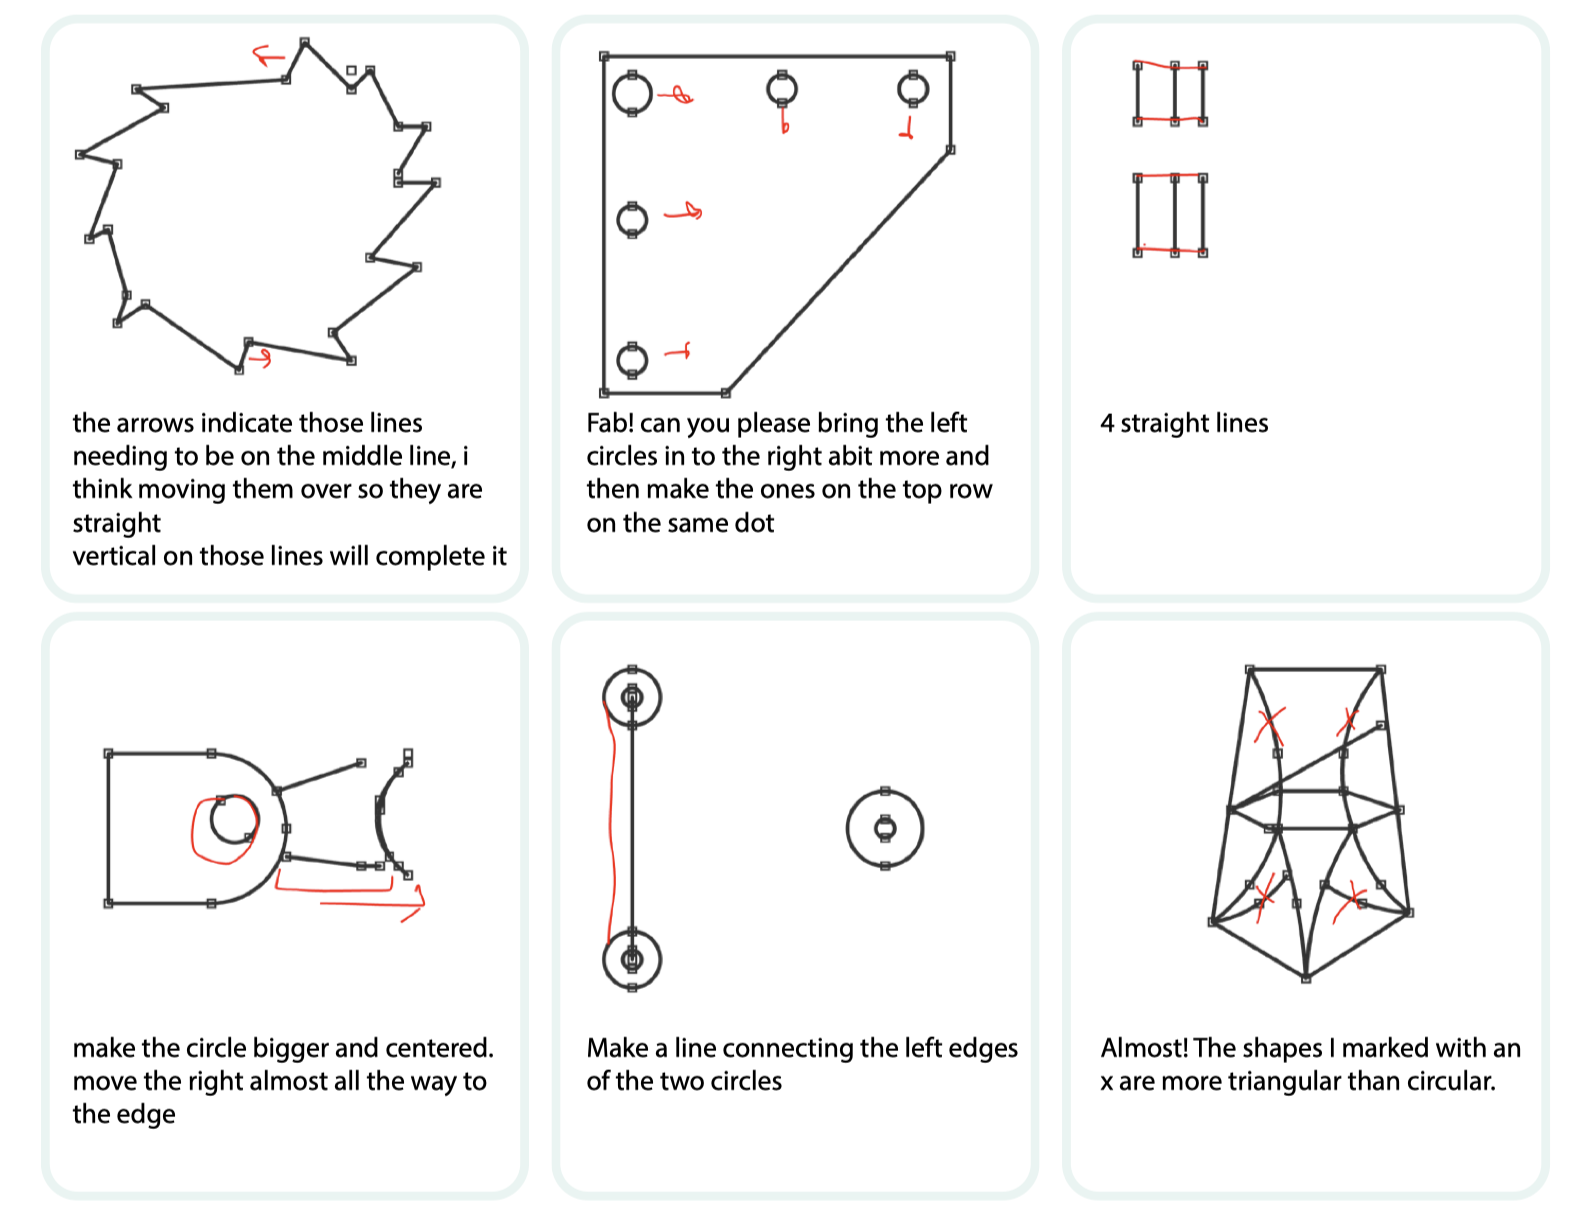 the arrows indicate those lines
needing to be on the middle line, i
think moving them over so they are
straight
vertical on those lines will complete it
Fab! can you please bring the left
circles in to the right abit more and
then make the ones on the top row
on the same dot
4 straight lines
make the circle bigger and centered.
move the right almost all the way to
the edge
Make a line connecting the left edges
of the two circles
Almost! The shapes I marked with an
x are more triangular than circular.